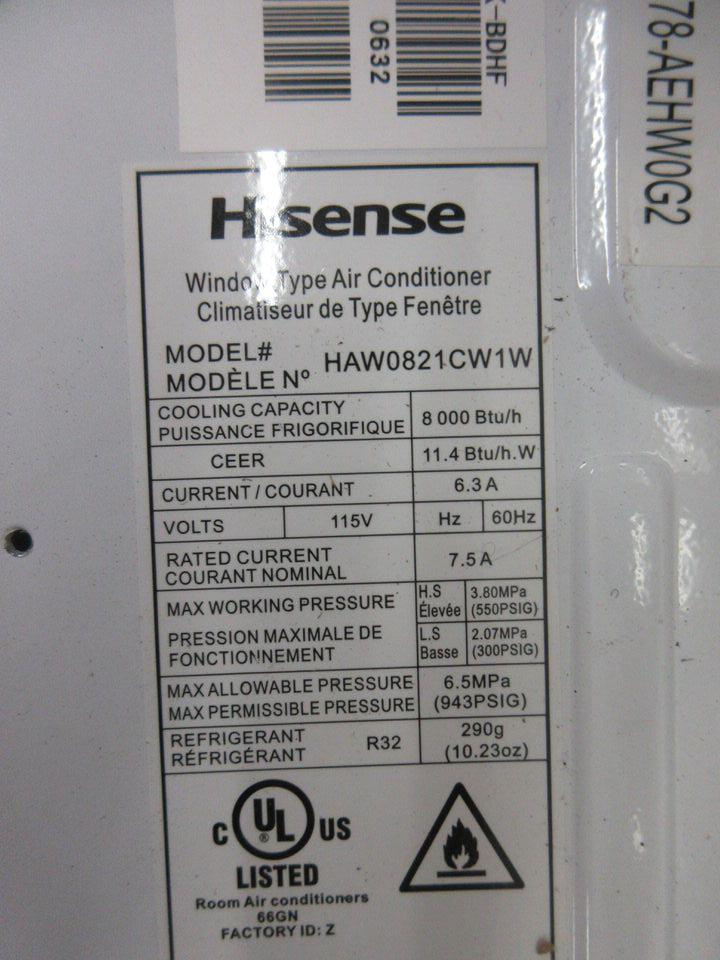 K-BDHF
0632
78-AEHW0G2
Hisense
Window Type Air Conditioner
Climatiseur de Type Fenêtre
MODEL#
MODÈLE Nº HAW0821CW1W
COOLING CAPACITY
PUISSANCE FRIGORIFIQUE 8 000 Btu/h
CEER 11.4 Btu/h.W
CURRENT / COURANT 6.3 A
VOLTS 115V Hz 60Hz
RATED CURRENT
COURANT NOMINAL 7.5 A
MAX WORKING PRESSURE
PRESSION MAXIMALE DE
FONCTIONNEMENT
H.S
Élevée
3.80MPa
(550PSIG)
L.S
Basse
2.07MPa
(300PSIG)
MAX ALLOWABLE PRESSURE
MAX PERMISSIBLE PRESSURE
6.5MPa
(943PSIG)
REFRIGERANT
RÉFRIGÉRANT
R32
290g
(10.23oz)
C UL ® US
LISTED
Room Air conditioners
66GN
FACTORY ID: Z